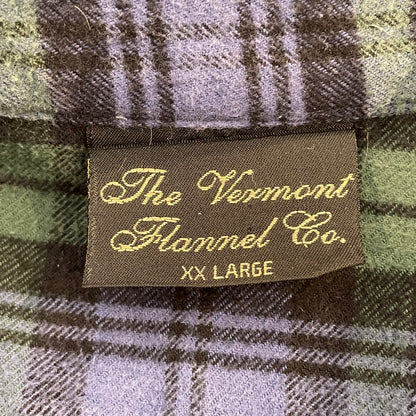 The Vermont
Flannel Co.
XX LARGE